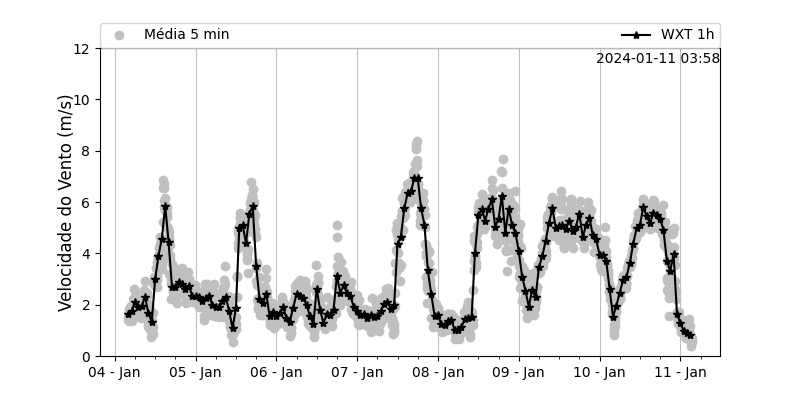 Média 5 min
WXT 1h
2024-01-11 03:58
Velocidade do Vento (m/s)
12
10
8
6
4
2
0
04 - Jan
05 - Jan
06 - Jan
07 - Jan
08 - Jan
09 - Jan
10 - Jan
11 - Jan